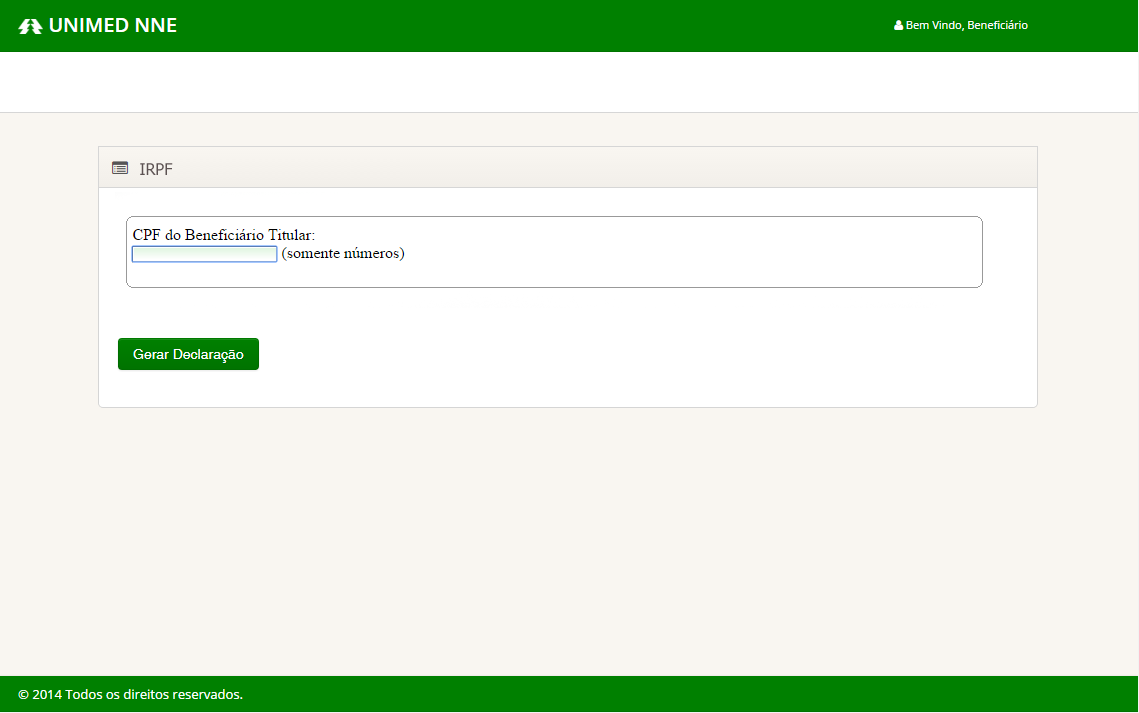 UNIMED NNE
Bem Vindo, Beneficiário
IRPF
CPF do Beneficiário Titular:
(somente números)
Gerar Declaração
© 2014 Todos os direitos reservados.